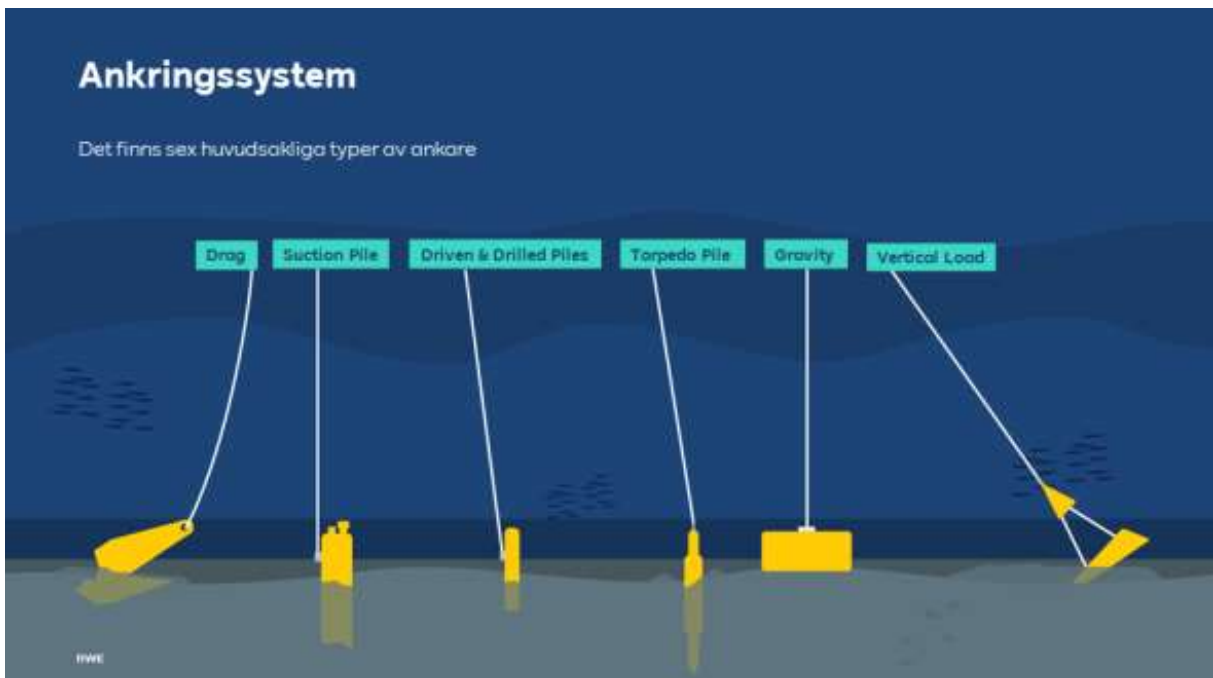 Ankringssystem
Det finns sex huvudsakliga typer av ankare
Drag
Suction Pile
Driven & Drilled Piles
Torpedo Pile
Gravity
Vertical Load
RWE